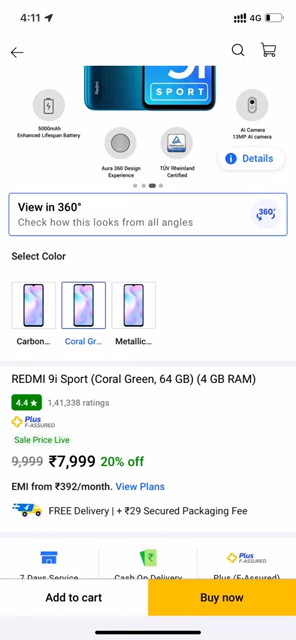 4:11
4G
Redmi
9i
SPORT
5000mAh
Enhanced Lifespan Battery
Aura 360 Design
Experience
TÜV Rheinland
Certified
AI Camera
13MP AI camera
Details
View in 360°
Check how this looks from all angles
360°
Select Color
Carbon...
Coral Gr...
Metallic...
REDMI 9i Sport (Coral Green, 64 GB) (4 GB RAM)
4.4 ★
1,41,338 ratings
Plus
F-ASSURED
Sale Price Live
9,999 ₹7,999 20% off
EMI from ₹392/month. View Plans
FREE Delivery | + ₹29 Secured Packaging Fee
Plus
F-ASSURED
7 Days Service
Cash On Delivery
Plus (F-Assured)
Add to cart
Buy now